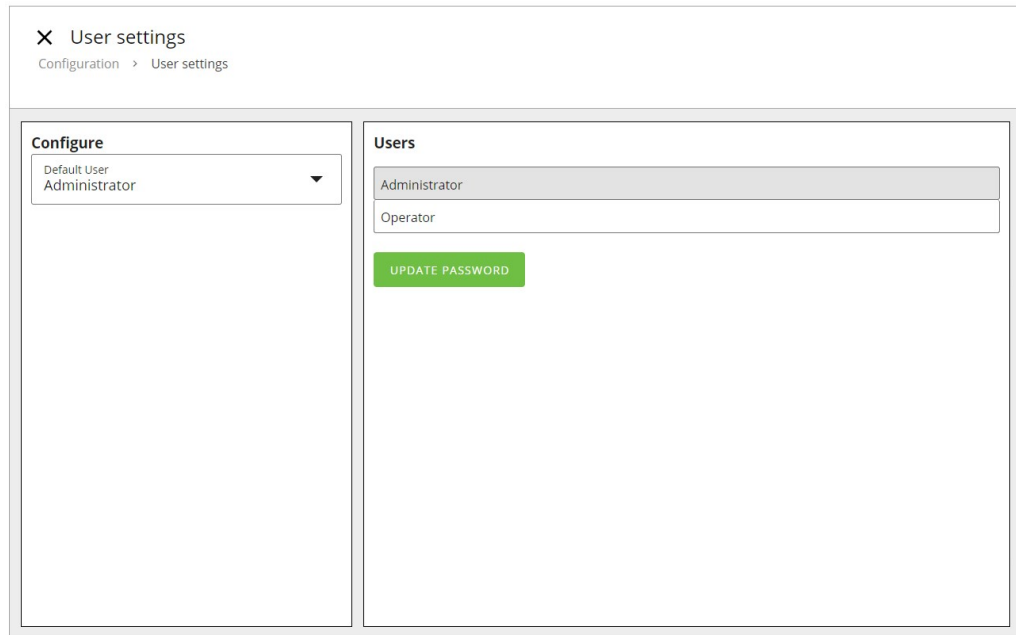 User settings
Configuration > User settings
Configure
Default User
Administrator
Users
Administrator
Operator
UPDATE PASSWORD